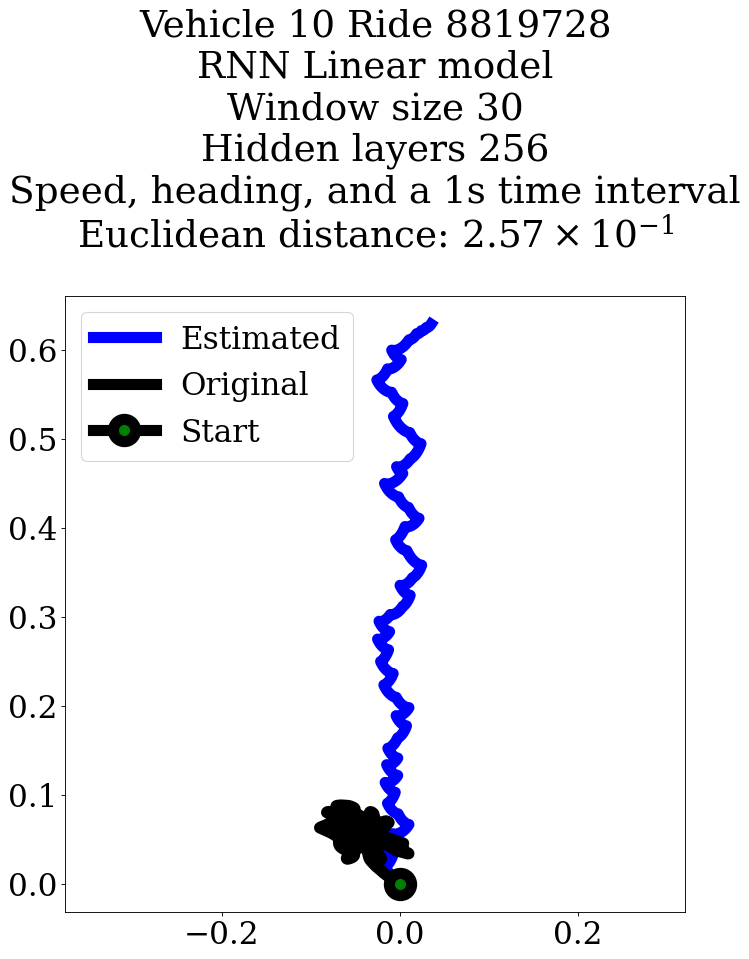 Vehicle 10 Ride 8819728
RNN Linear model
Window size 30
Hidden layers 256
Speed, heading, and a 1s time interval
Euclidean distance: 2.57 × 10⁻¹
Estimated
Original
Start
0.6
0.5
0.4
0.3
0.2
0.1
0.0
−0.2
0.0
0.2